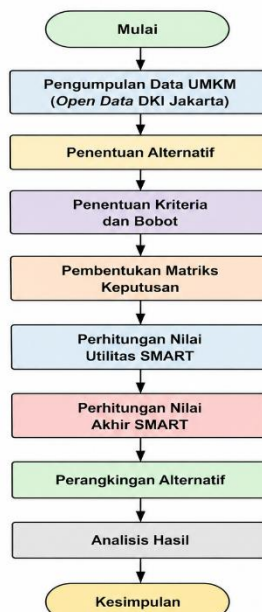 Mulai
Pengumpulan Data UMKM
(Open Data DKI Jakarta)
Penentuan Alternatif
Penentuan Kriteria
dan Bobot
Pembentukan Matriks
Keputusan
Perhitungan Nilai
Utilitas SMART
Perhitungan Nilai
Akhir SMART
Perangkingan Alternatif
Analisis Hasil
Kesimpulan